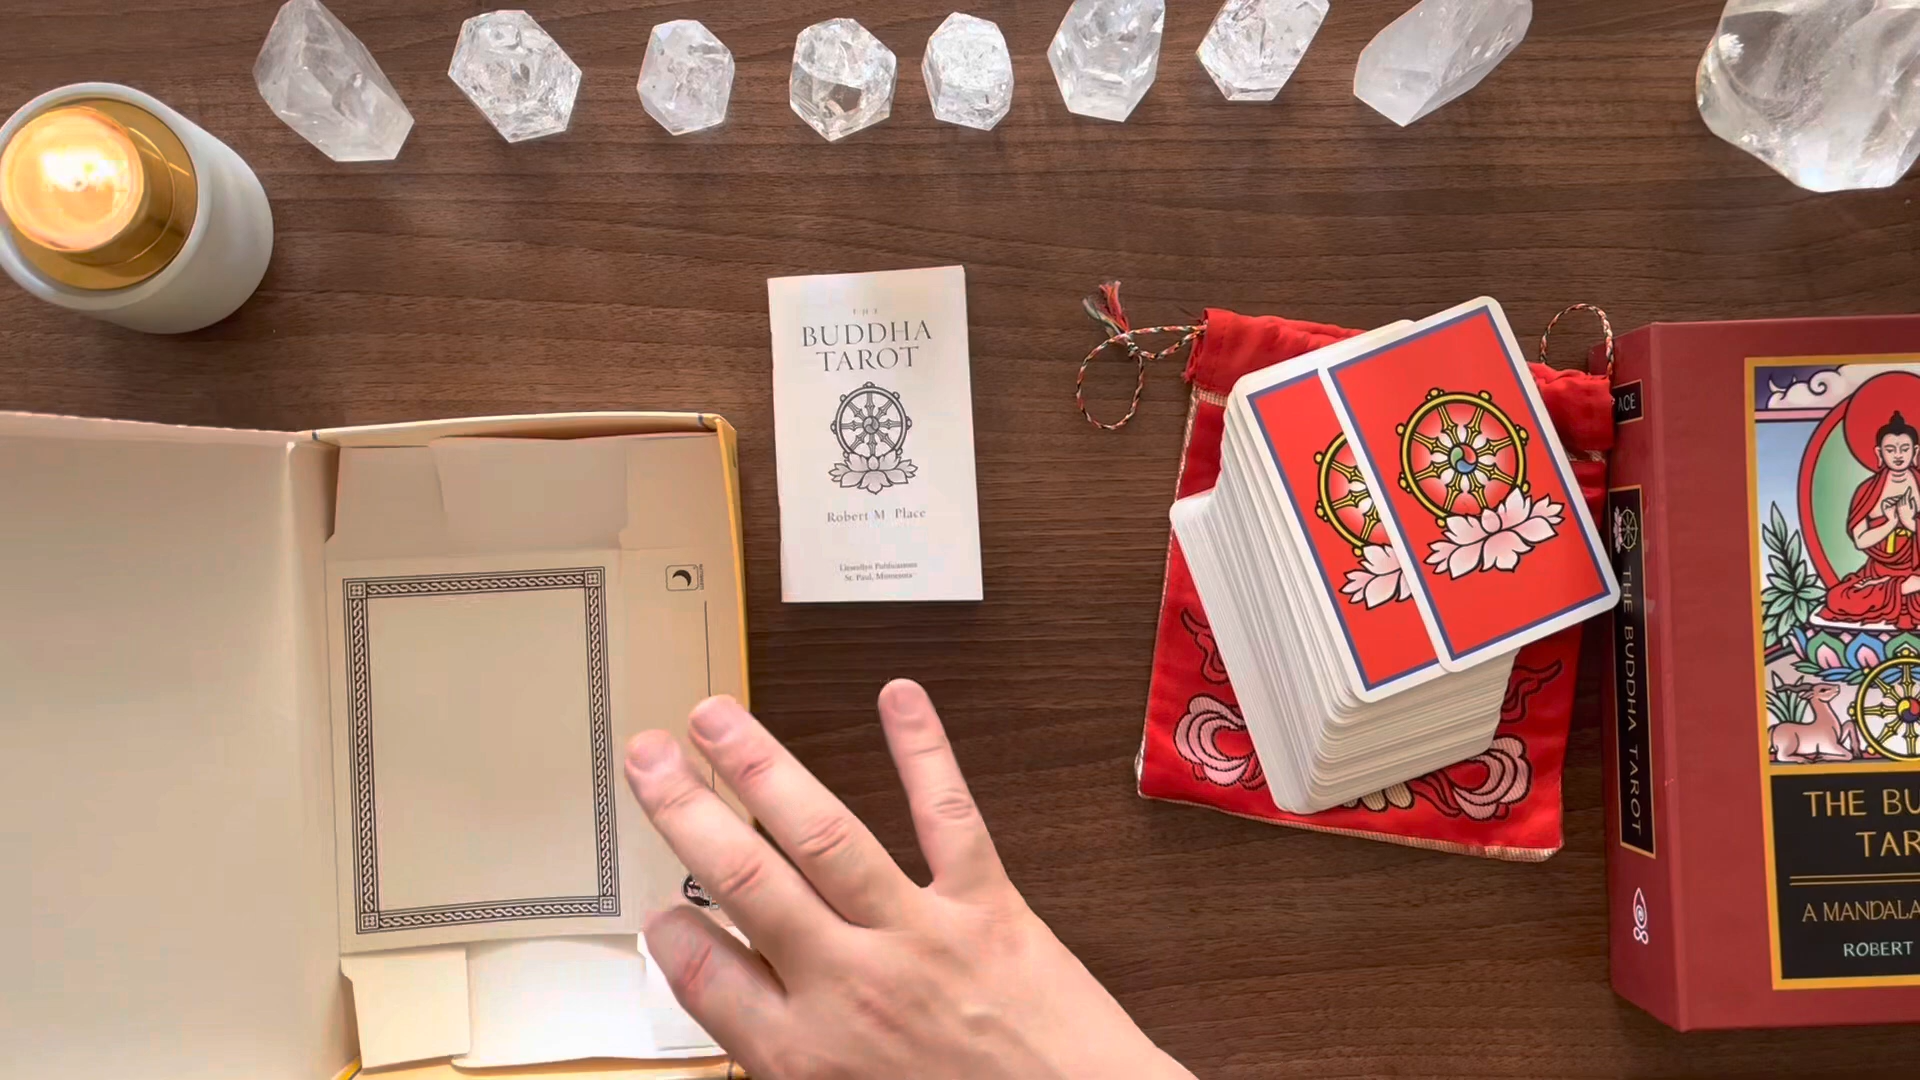 THE
BUDDHA
TAROT
Robert M Place
Llewellyn Publications
St. Paul, Minnesota
ACE
THE BUDDHA TAROT
THE BU
TAR
A MANDALA
ROBERT